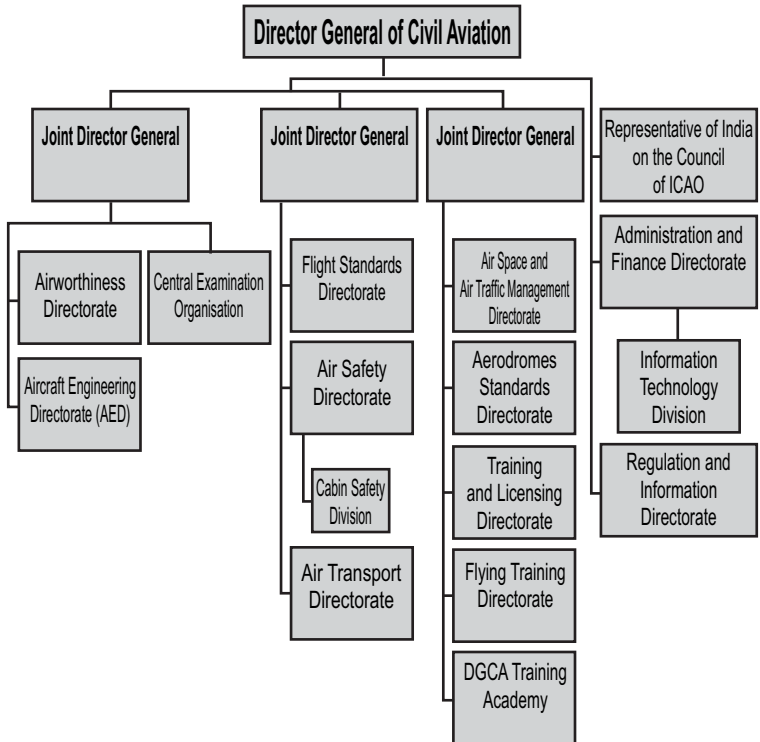 Director General of Civil Aviation
Joint Director General
Airworthiness
Directorate
Central Examination
Organisation
Aircraft Engineering
Directorate (AED)
Joint Director General
Flight Standards
Directorate
Air Safety
Directorate
Cabin Safety
Division
Air Transport
Directorate
Joint Director General
Air Space and
Air Traffic Management
Directorate
Aerodromes
Standards
Directorate
Training
and Licensing
Directorate
Flying Training
Directorate
DGCA Training
Academy
Representative of India
on the Council
of ICAO
Administration and
Finance Directorate
Information
Technology
Division
Regulation and
Information
Directorate